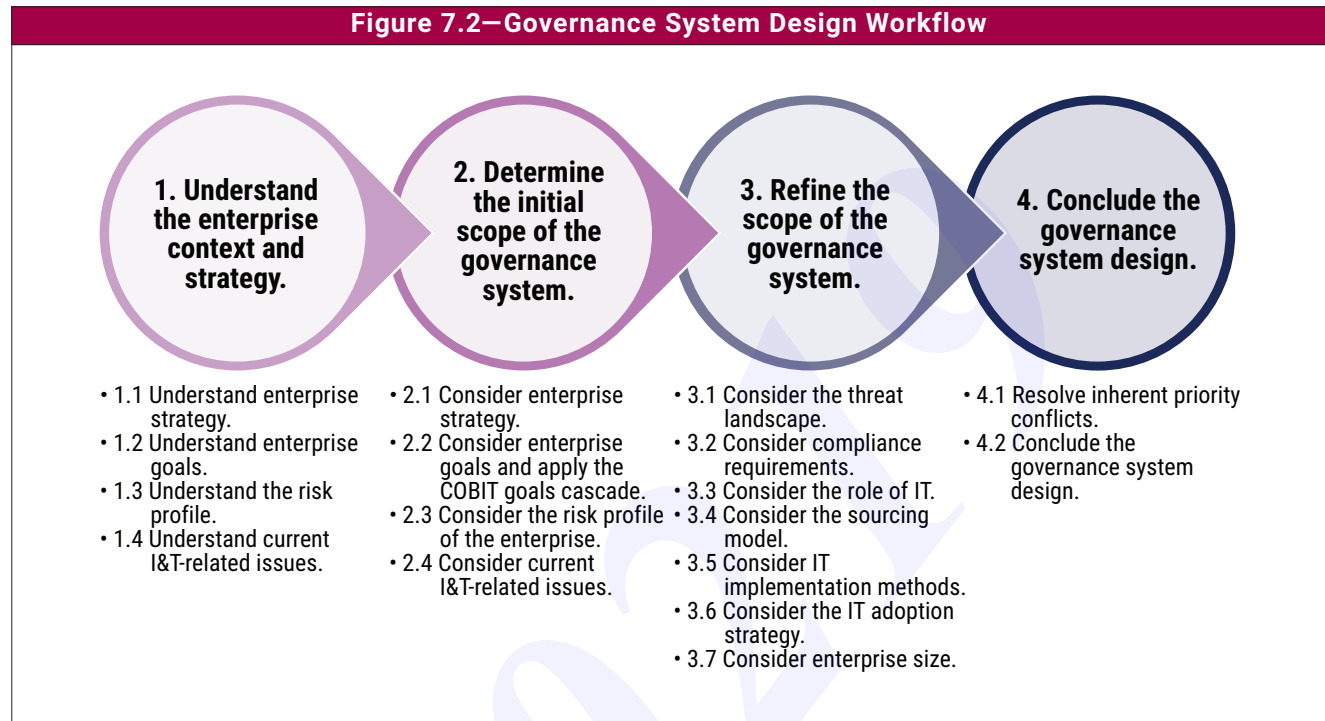 Figure 7.2—Governance System Design Workflow
1. Understand
the enterprise
context and
strategy.
2. Determine
the initial
scope of the
governance
system.
3. Refine the
scope of the
governance
system.
4. Conclude the
governance
system design.
• 1.1 Understand enterprise
strategy.
• 1.2 Understand enterprise
goals.
• 1.3 Understand the risk
profile.
• 1.4 Understand current
I&T-related issues.
• 2.1 Consider enterprise
strategy.
• 2.2 Consider enterprise
goals and apply the
COBIT goals cascade.
• 2.3 Consider the risk profile
of the enterprise.
• 2.4 Consider current
I&T-related issues.
• 3.1 Consider the threat
landscape.
• 3.2 Consider compliance
requirements.
• 3.3 Consider the role of IT.
• 3.4 Consider the sourcing
model.
• 3.5 Consider IT
implementation methods.
• 3.6 Consider the IT adoption
strategy.
• 3.7 Consider enterprise size.
• 4.1 Resolve inherent priority
conflicts.
• 4.2 Conclude the
governance system
design.